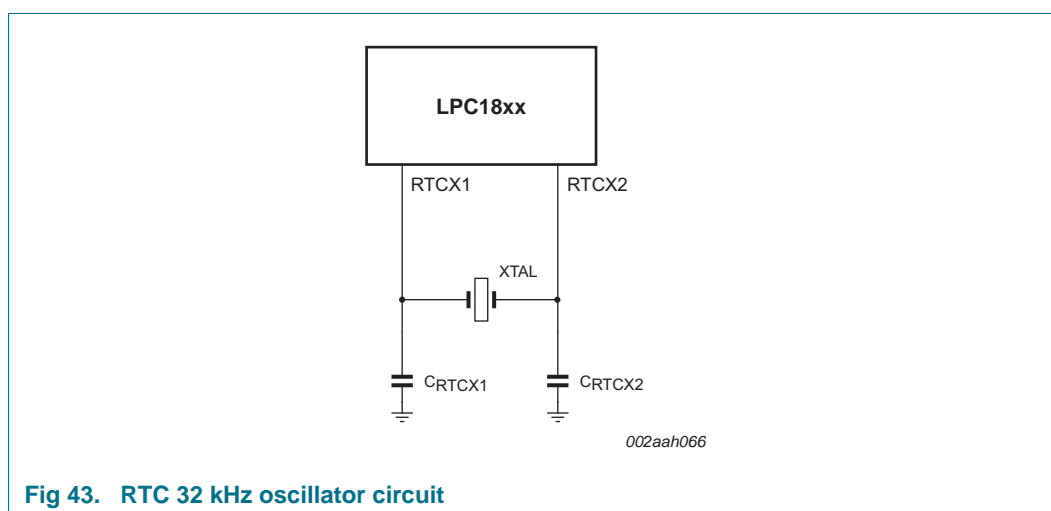 LPC18xx
RTCX1 RTCX2
XTAL
CRTCX1 CRTCX2
002aah066
Fig 43. RTC 32 kHz oscillator circuit